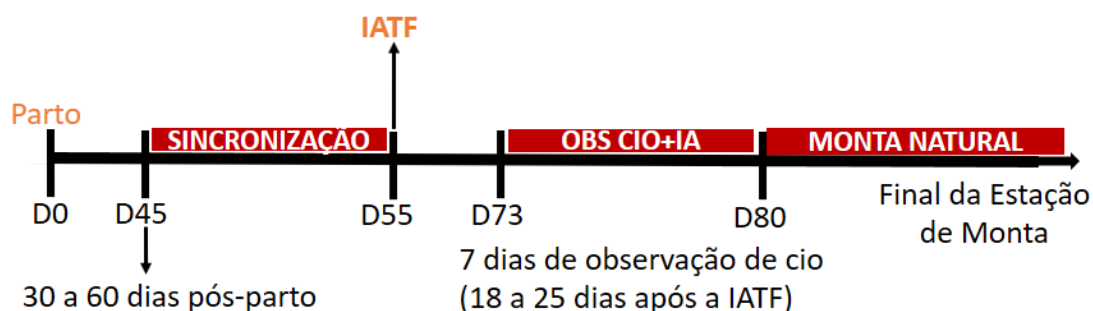 IATF
Parto
SINCRONIZAÇÃO
OBS CIO+IA
MONTA NATURAL
D0
D45
D55
D73
D80
Final da Estação
de Monta
30 a 60 dias pós-parto
7 dias de observação de cio
(18 a 25 dias após a IATF)